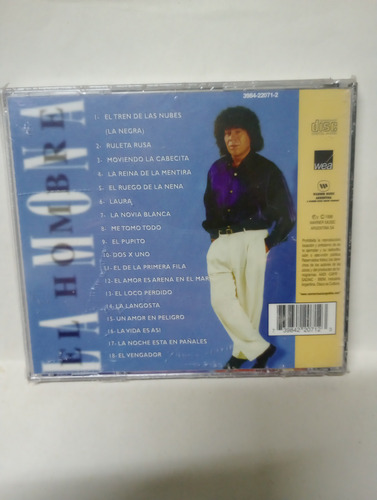 3984-22071-2
LA MONA
EL HOMBRE
1- EL TREN DE LAS NUBES
(LA NEGRA)
2- RULETA RUSA
3- MOVIENDO LA CABECITA
4- LA REINA DE LA MENTIRA
5- EL RUEGO DE LA NENA
6- LAURA
7- LA NOVIA BLANCA
8- ME TOMO TODO
9- EL PUPITO
10- DOS X UNO
11- EL DE LA PRIMERA FILA
12- EL AMOR ES ARENA EN EL MAR
13- EL LOCO PERDIDO
14- LA LANGOSTA
15- UN AMOR EN PELIGRO
16- LA VIDA ES ASI
17- LA NOCHE ESTA EN PAÑALES
18- EL VENGADOR
disc
wea
WARNER MUSIC
ARGENTINA